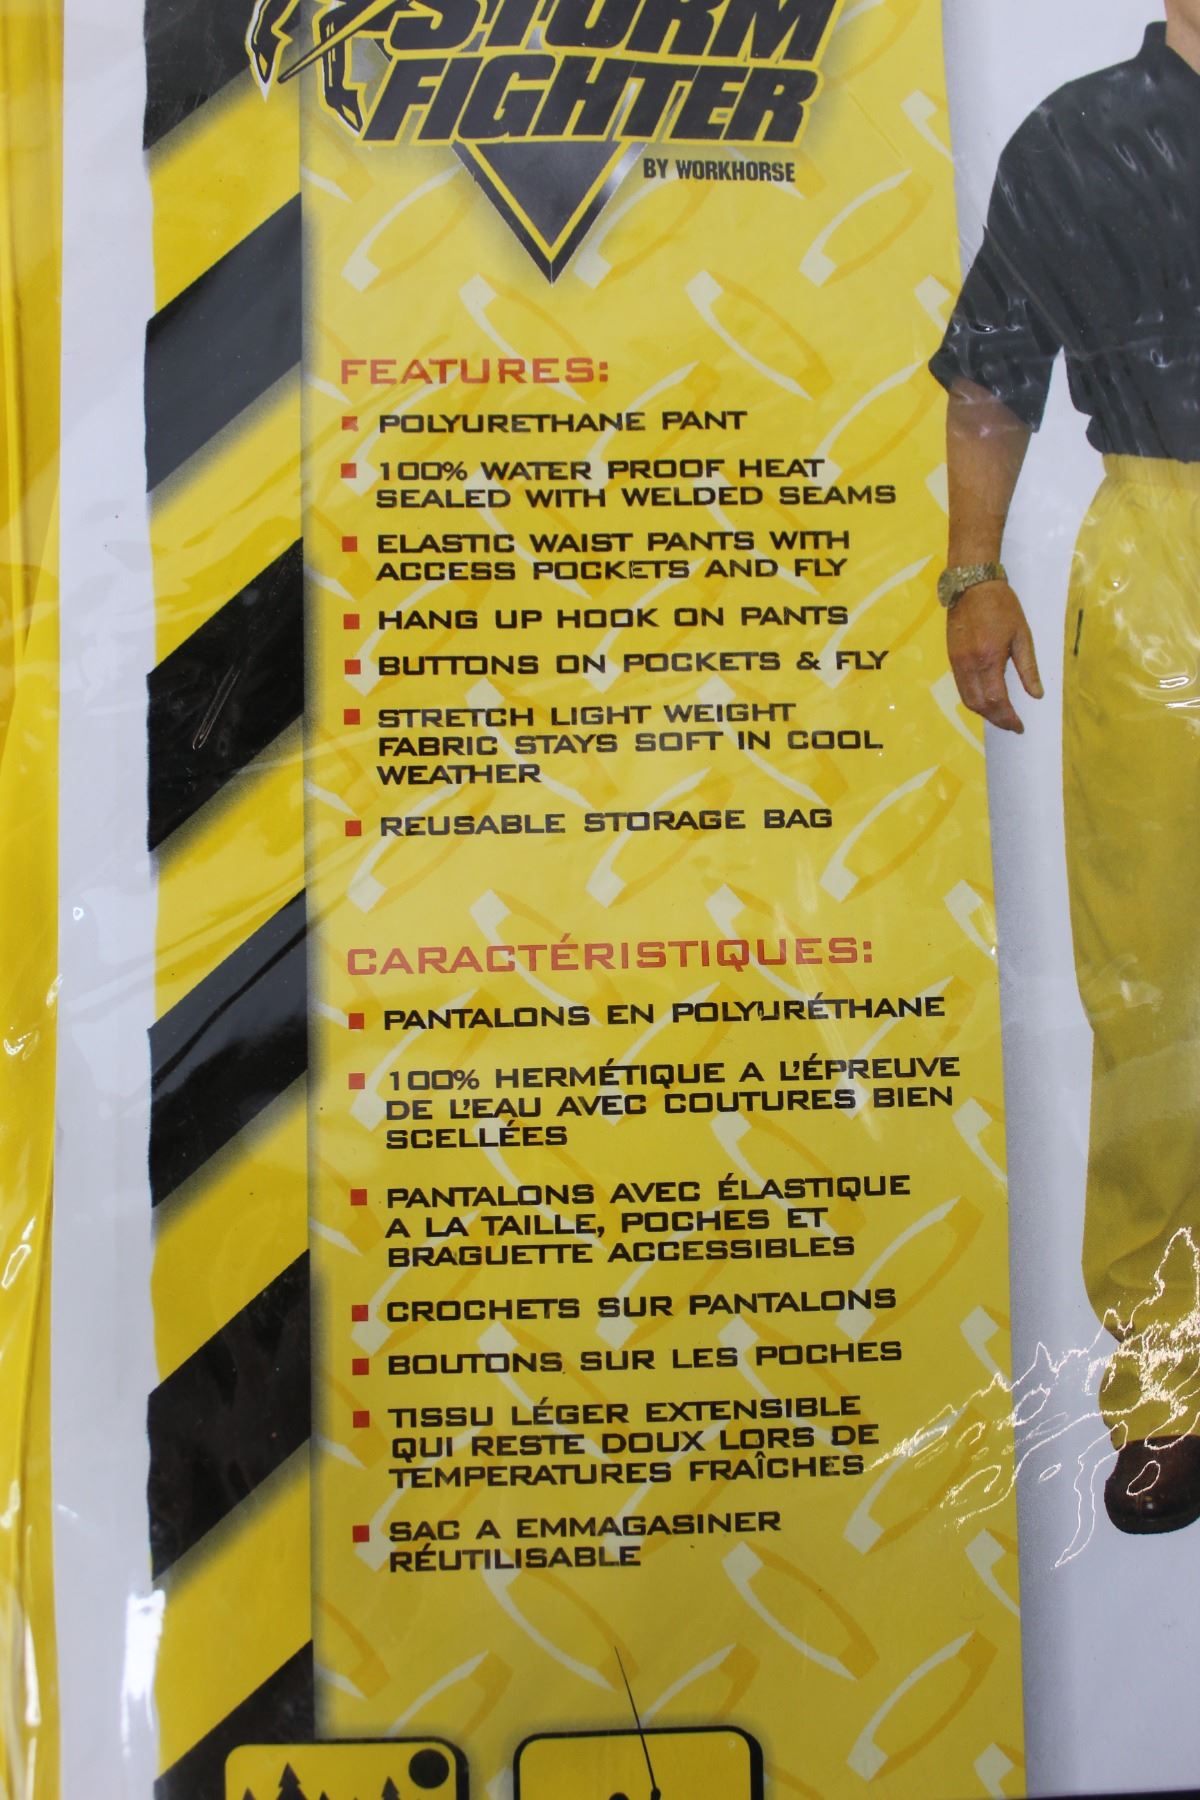 STORM
FIGHTER
BY WORKHORSE
FEATURES:
POLYURETHANE PANT
100% WATER PROOF HEAT
SEALED WITH WELDED SEAMS
ELASTIC WAIST PANTS WITH
ACCESS POCKETS AND FLY
HANG UP HOOK ON PANTS
BUTTONS ON POCKETS & FLY
STRETCH LIGHT WEIGHT
FABRIC STAYS SOFT IN COOL
WEATHER
REUSABLE STORAGE BAG
CARACTÉRISTIQUES:
PANTALONS EN POLYURÉTHANE
100% HERMÉTIQUE A L'ÉPREUVE
DE L'EAU AVEC COUTURES BIEN
SCELLÉES
PANTALONS AVEC ÉLASTIQUE
A LA TAILLE, POCHES ET
BRAGUETTE ACCESSIBLES
CROCHETS SUR PANTALONS
BOUTONS SUR LES POCHES
TISSU LÉGER EXTENSIBLE
QUI RESTE DOUX LORS DE
TEMPERATURES FRAÎCHES
SAC A EMMAGASINER
RÉUTILISABLE